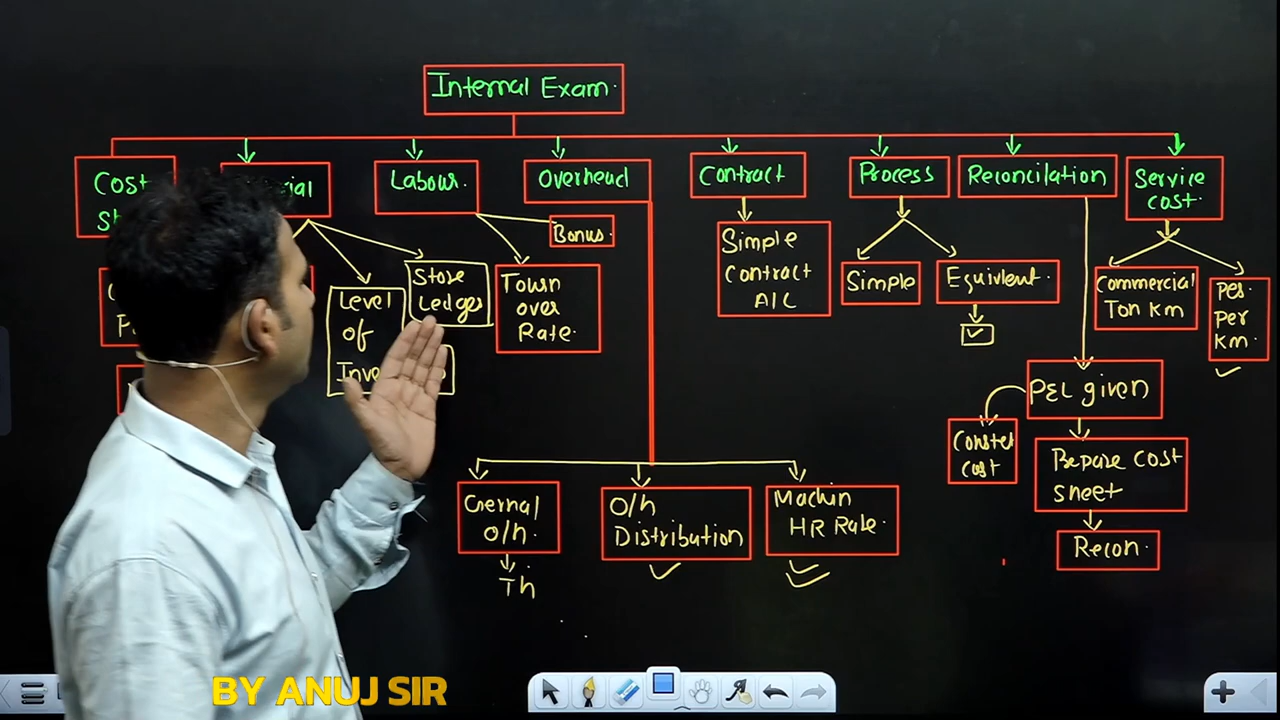 Internal Exam.
Cost
Labour.
Overhead
Contract
Process
Reconcilation
Service
cost.
Bonus.
Store
Ledger
Level
of
Town
over
Rate.
Simple
Contract
A/C
Simple
Equivlent.
Commercial
Ton Km
Pes.
Per
Km.
P&L given
Conster
cost
Prepare cost
sheet
Recon.
Gernal
O/h.
Th
O/h
Distribution
Machin
HR Rate.
BY ANUJ SIR